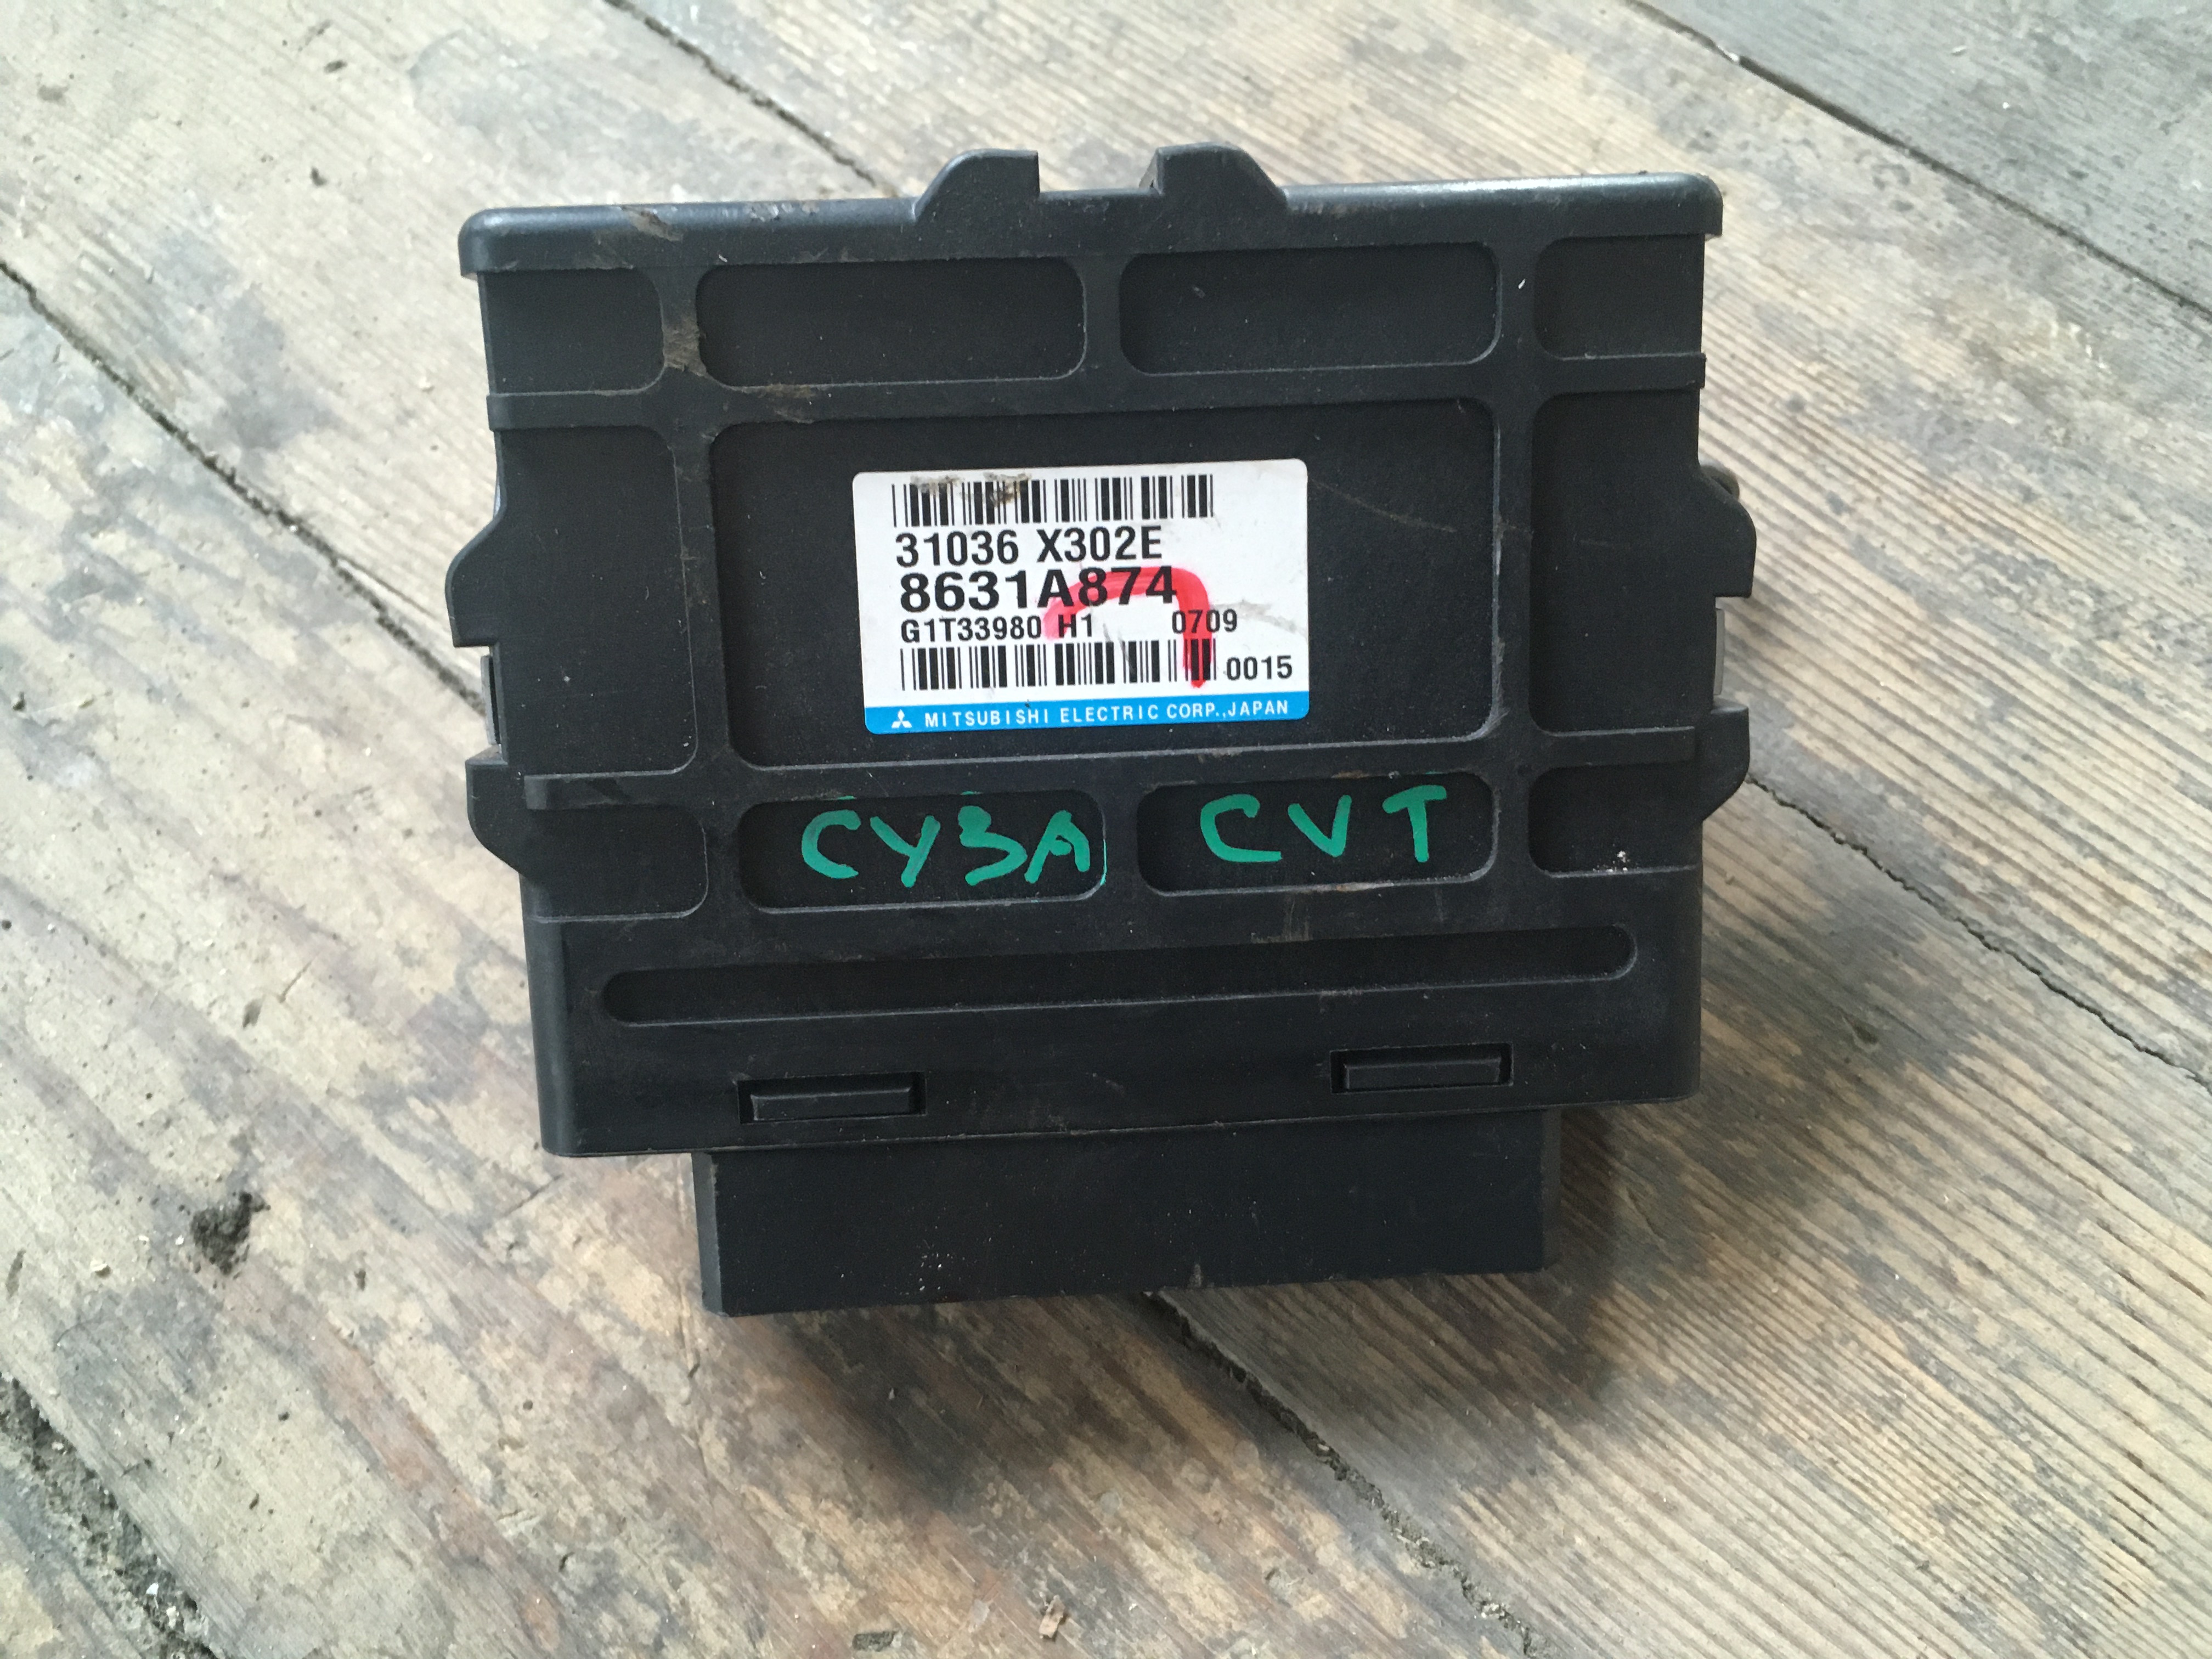 31036 X302E
8631A874
G1T33980 H1 0709
0015
MITSUBISHI ELECTRIC CORP.,JAPAN
CY3A CVT